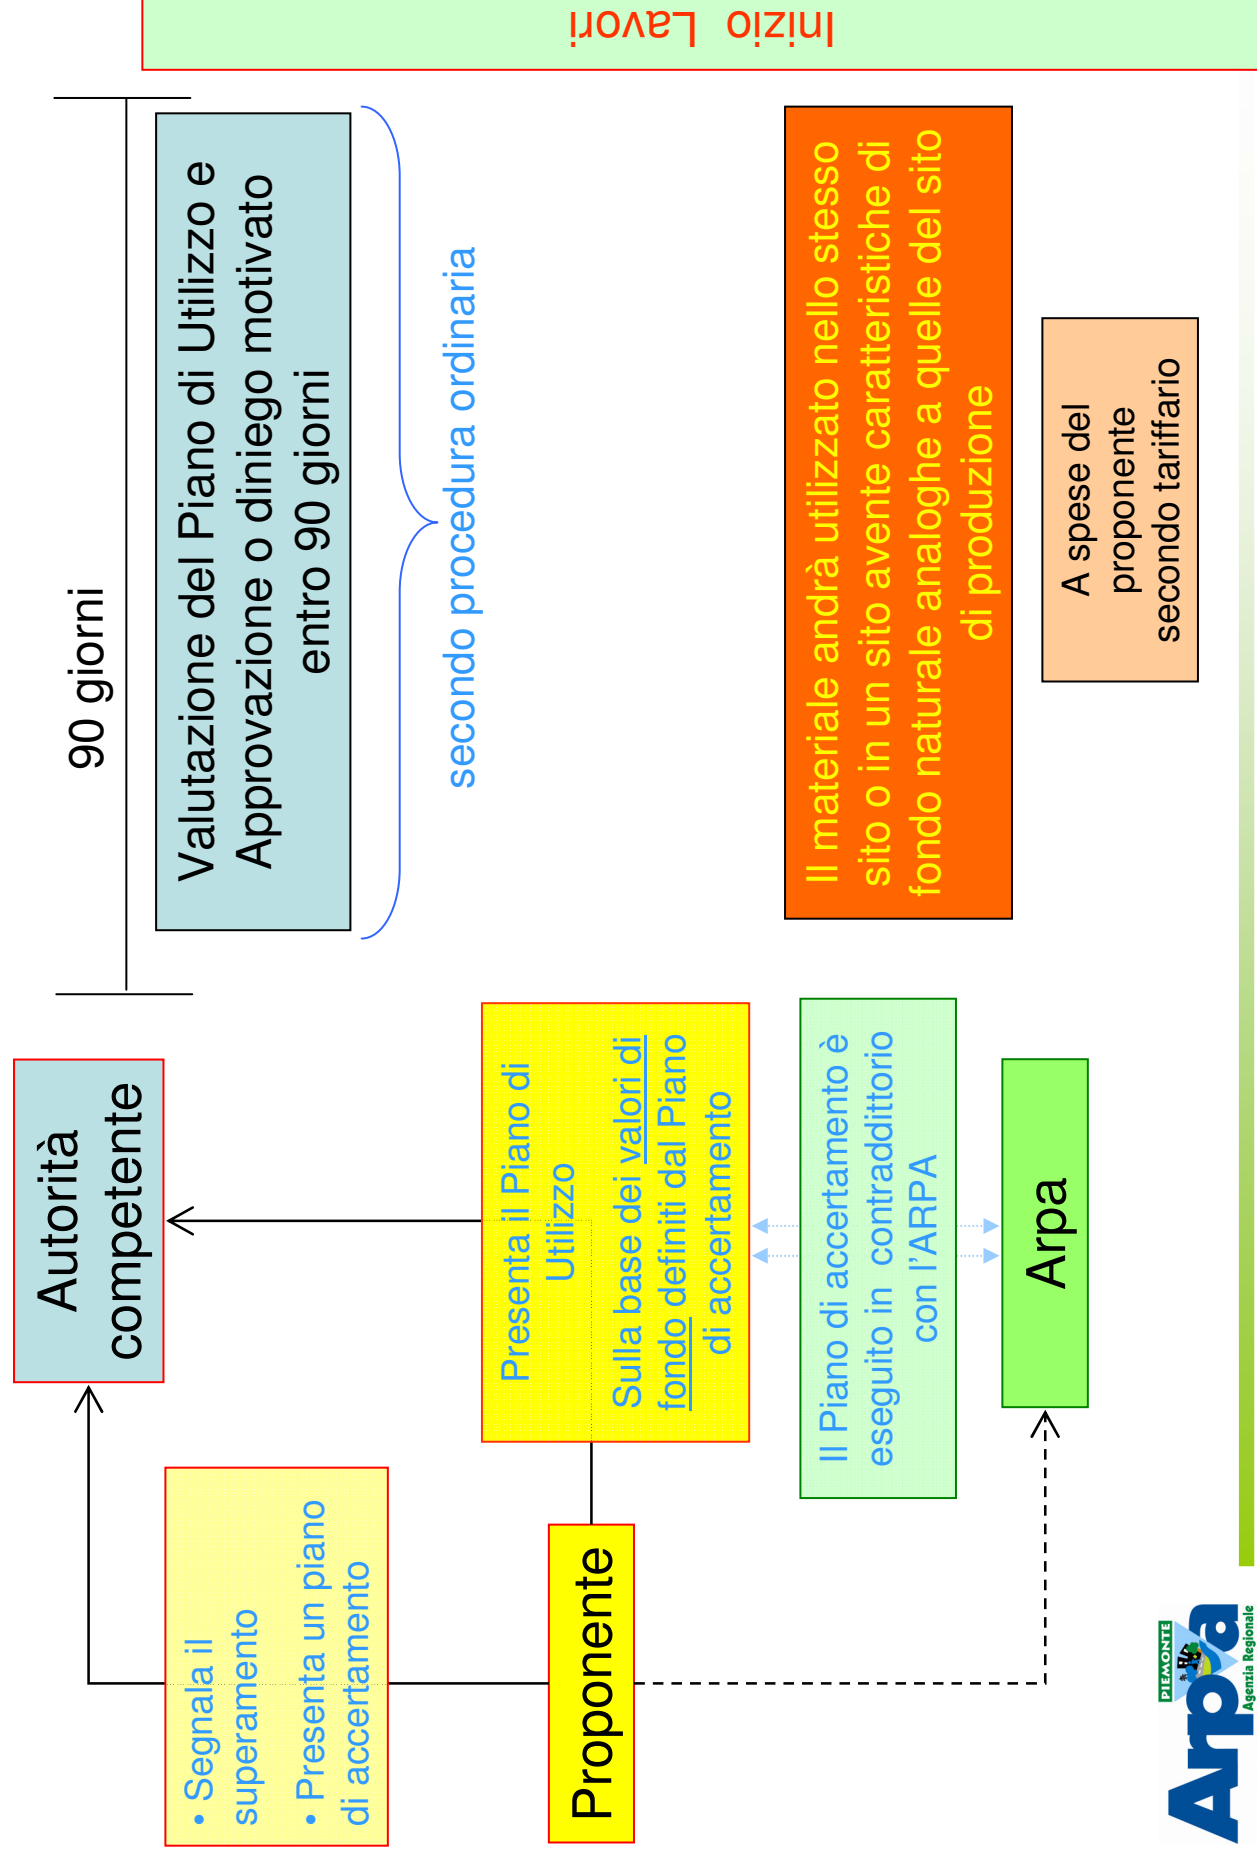 Autorità
competente
90 giorni
Valutazione del Piano di Utilizzo e
Approvazione o diniego motivato
entro 90 giorni
secondo procedura ordinaria
• Segnala il
superamento
• Presenta un piano
di accertamento
Presenta il Piano di
Utilizzo
Sulla base dei valori di
fondo definiti dal Piano
di accertamento
Proponente
Il Piano di accertamento è
eseguito in contraddittorio
con l'ARPA
Il materiale andrà utilizzato nello stesso
sito o in un sito avente caratteristiche di
fondo naturale analoghe a quelle del sito
di produzione
Arpa
A spese del
proponente
secondo tariffario
Inizio Lavori
PIEMONTE
Arpa
Agenzia Regionale